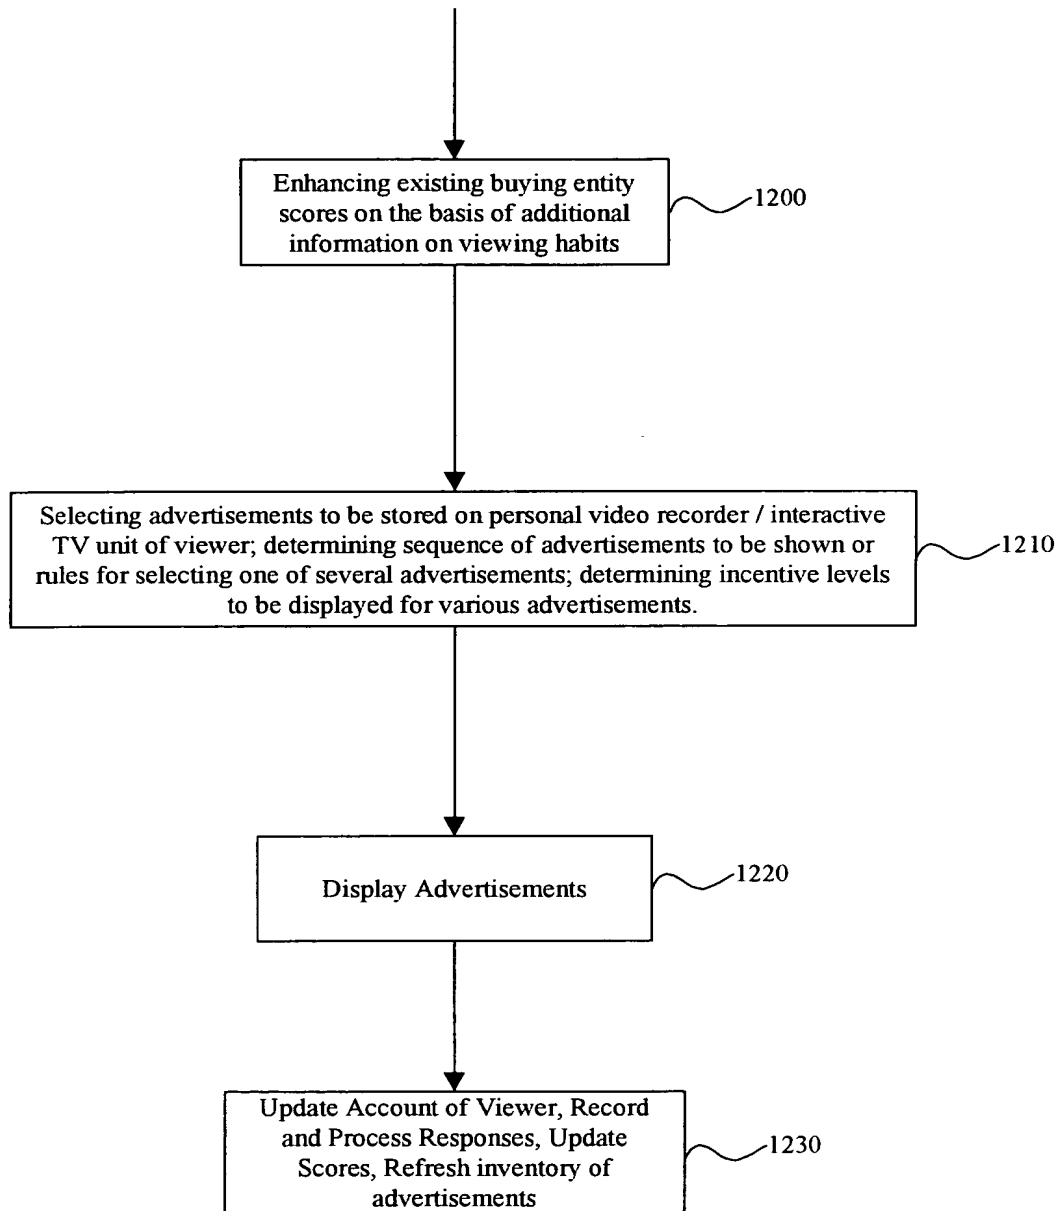 Enhancing existing buying entity
scores on the basis of additional
information on viewing habits
1200
Selecting advertisements to be stored on personal video recorder / interactive
TV unit of viewer; determining sequence of advertisements to be shown or
rules for selecting one of several advertisements; determining incentive levels
to be displayed for various advertisements.
1210
Display Advertisements
1220
Update Account of Viewer, Record
and Process Responses, Update
Scores, Refresh inventory of
advertisements
1230